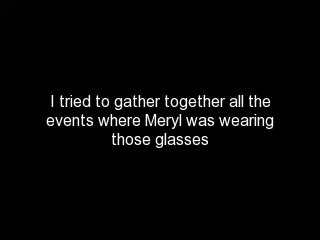 I tried to gather together all the
events where Meryl was wearing
those glasses